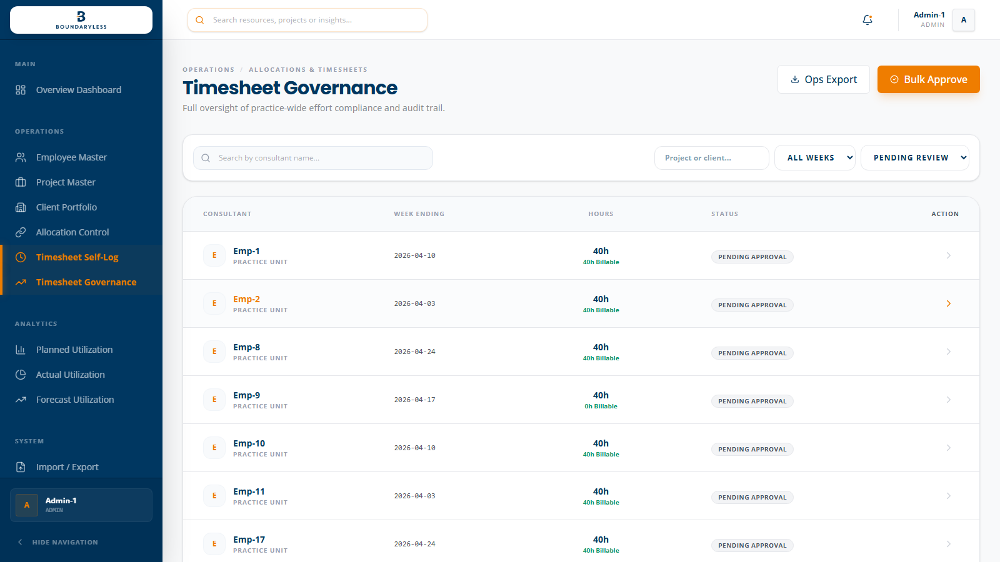 BOUNDARYLESS
MAIN
Overview Dashboard
OPERATIONS
Employee Master
Project Master
Client Portfolio
Allocation Control
Timesheet Self-Log
Timesheet Governance
ANALYTICS
Planned Utilization
Actual Utilization
Forecast Utilization
SYSTEM
Import / Export
A
Admin-1
ADMIN
HIDE NAVIGATION
Search resources, projects or insights...
Admin-1
ADMIN
A
OPERATIONS / ALLOCATIONS & TIMESHEETS
Timesheet Governance
Full oversight of practice-wide effort compliance and audit trail.
Ops Export
Bulk Approve
Search by consultant name...
Project or client...
ALL WEEKS
PENDING REVIEW
CONSULTANT WEEK ENDING HOURS STATUS ACTION
E Emp-1 PRACTICE UNIT 2026-04-10 40h 40h Billable PENDING APPROVAL
E Emp-2 PRACTICE UNIT 2026-04-03 40h 40h Billable PENDING APPROVAL
E Emp-8 PRACTICE UNIT 2026-04-24 40h 40h Billable PENDING APPROVAL
E Emp-9 PRACTICE UNIT 2026-04-17 40h 0h Billable PENDING APPROVAL
E Emp-10 PRACTICE UNIT 2026-04-10 40h 40h Billable PENDING APPROVAL
E Emp-11 PRACTICE UNIT 2026-04-03 40h 40h Billable PENDING APPROVAL
E Emp-17 PRACTICE UNIT 2026-04-24 40h 40h Billable PENDING APPROVAL